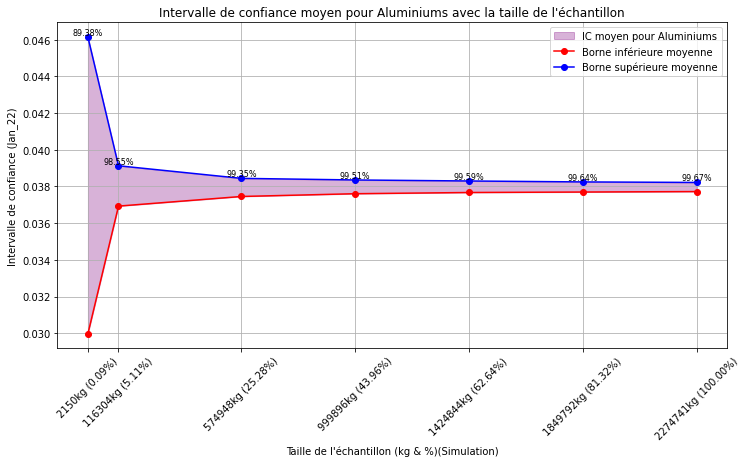 Intervalle de confiance moyen pour Aluminiums avec la taille de l'échantillon
IC moyen pour Aluminiums
Borne inférieure moyenne
Borne supérieure moyenne
Intervalle de confiance (Jan_22)
0.046
0.044
0.042
0.040
0.038
0.036
0.034
0.032
0.030
89.38%
98.55%
99.35%
99.51%
99.59%
99.64%
99.67%
2150kg (0.09%)
116304kg (5.11%)
574948kg (25.28%)
999896kg (43.96%)
1424844kg (62.64%)
1849792kg (81.32%)
2274741kg (100.00%)
Taille de l'échantillon (kg & %)(Simulation)